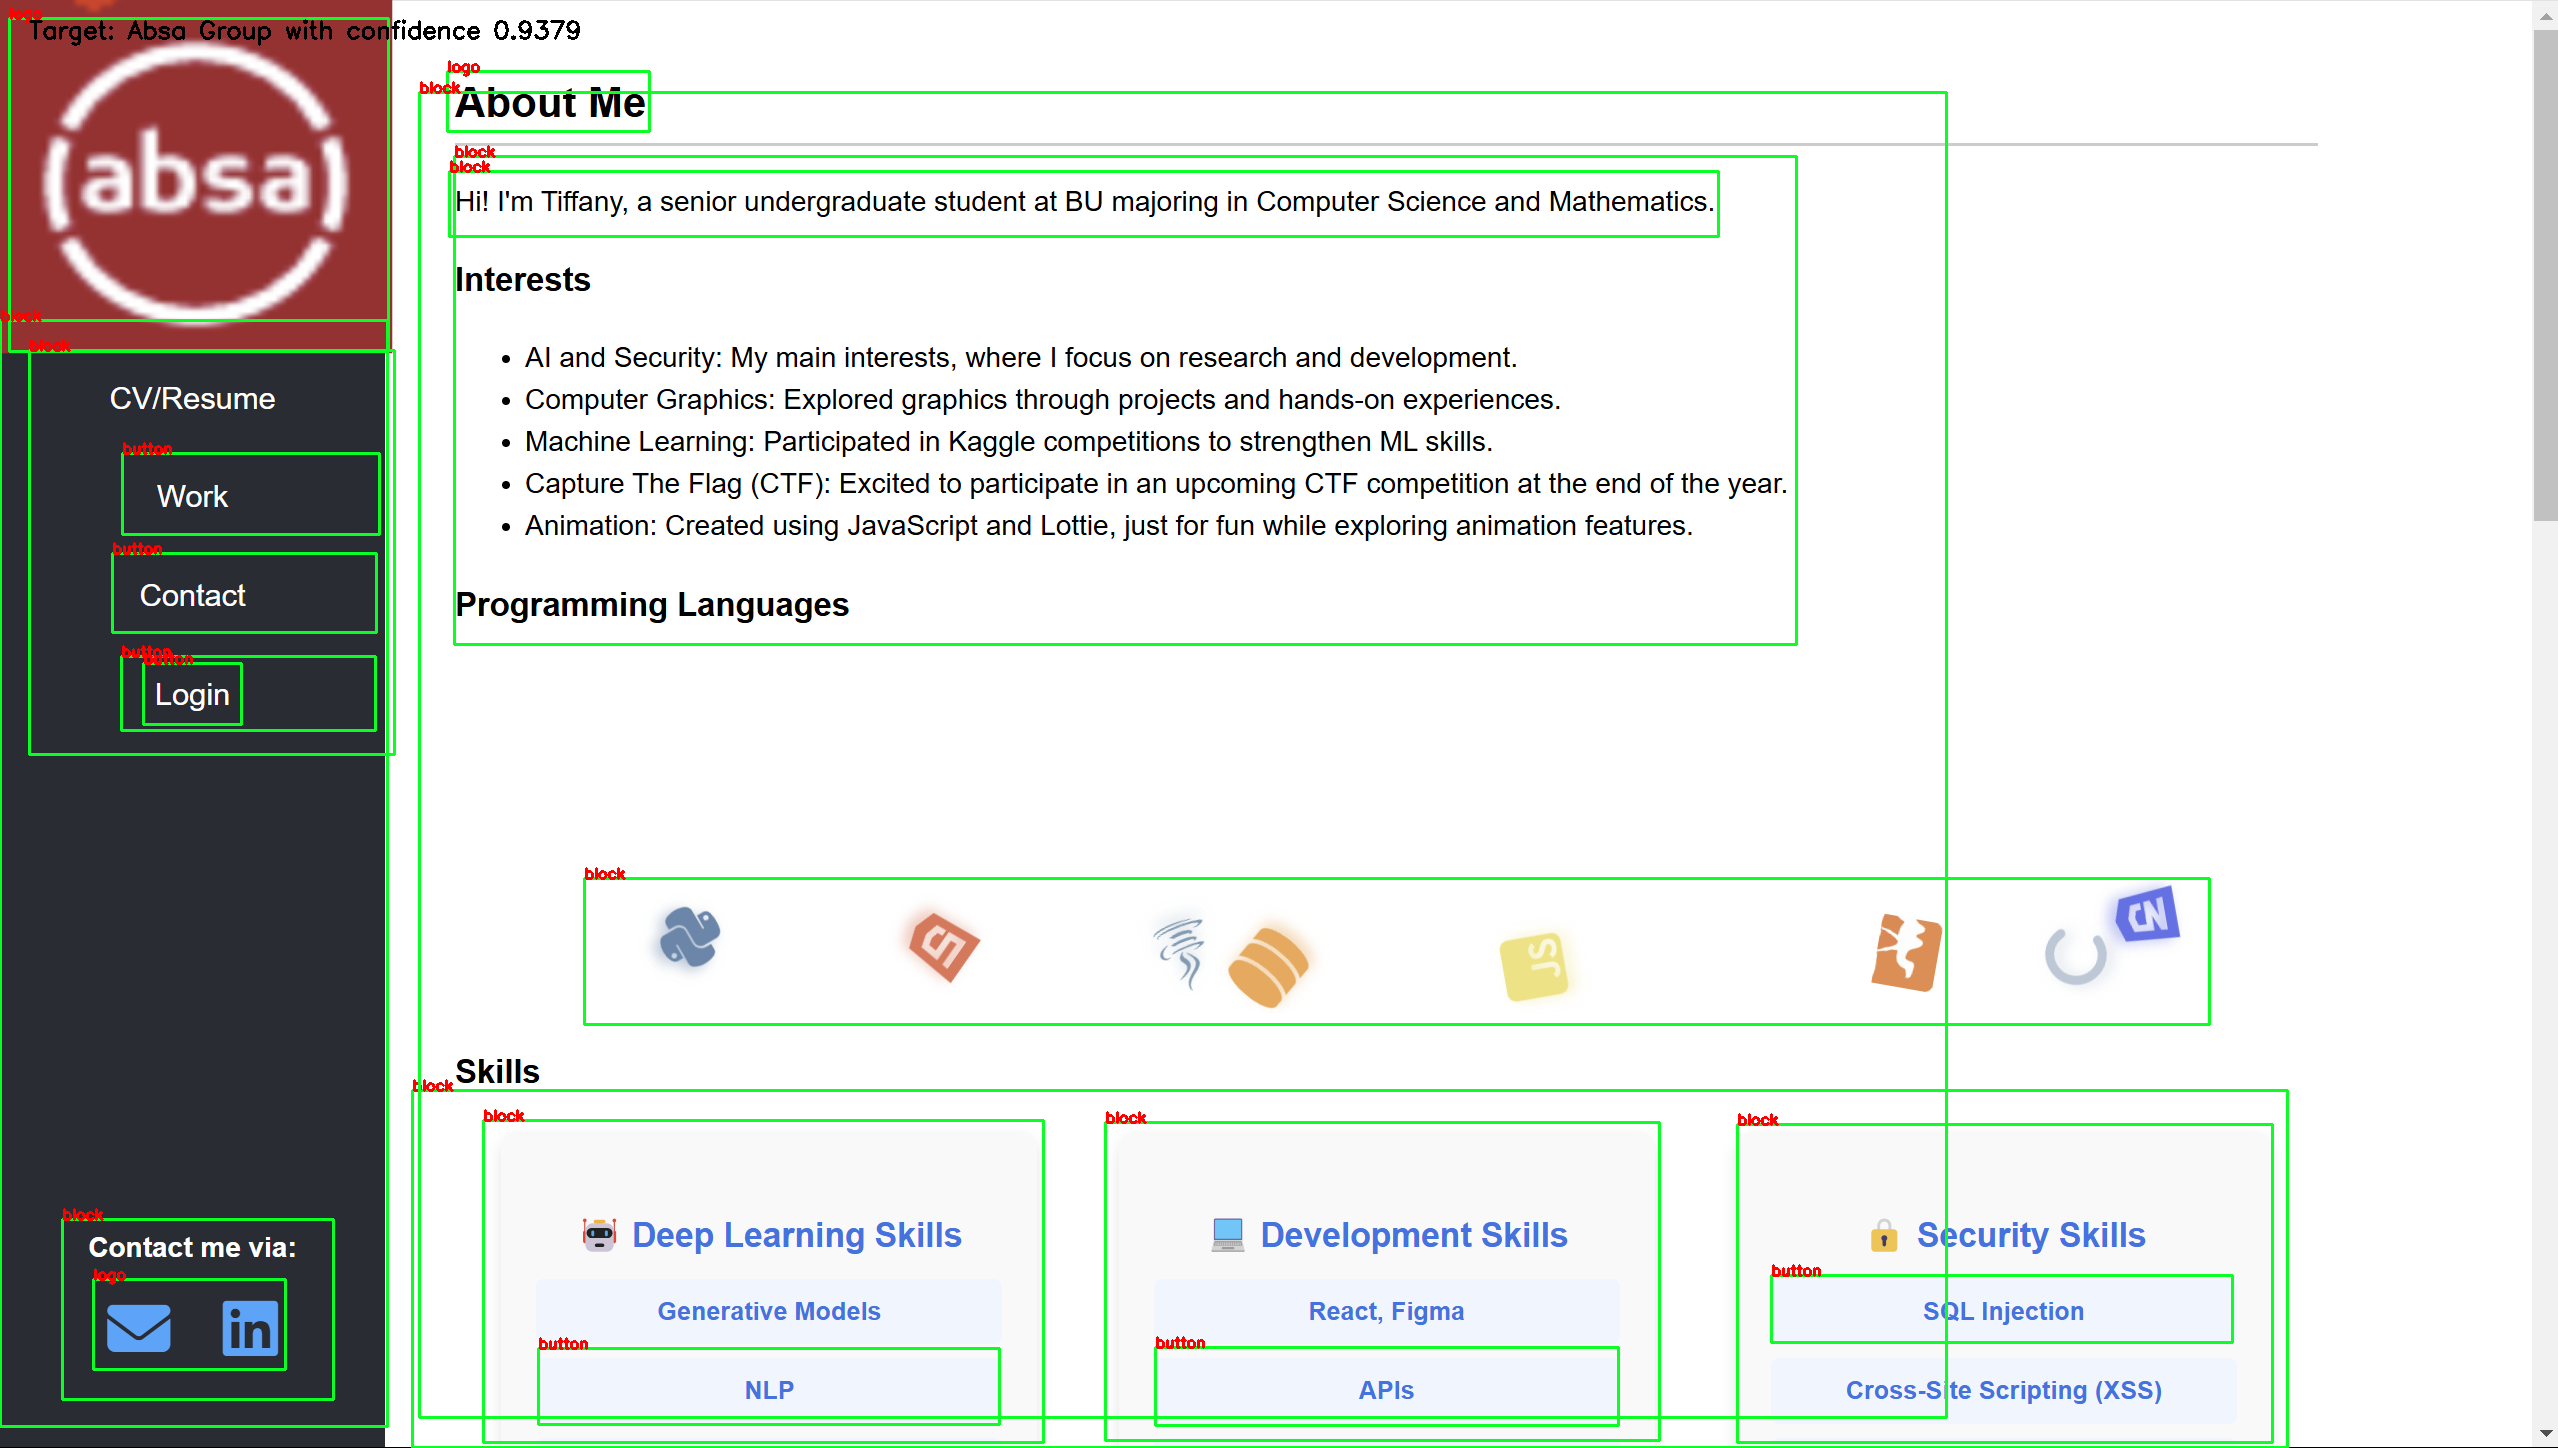 logo
Target: Absa Group with confidence 0.9379
absa
block
block
CV/Resume
button
Work
button
Contact
button
button
Login
block
Contact me via:
logo
in
logo
block
About Me
block
block
Hi! I'm Tiffany, a senior undergraduate student at BU majoring in Computer Science and Mathematics.
Interests
• AI and Security: My main interests, where I focus on research and development.
• Computer Graphics: Explored graphics through projects and hands-on experiences.
• Machine Learning: Participated in Kaggle competitions to strengthen ML skills.
• Capture The Flag (CTF): Excited to participate in an upcoming CTF competition at the end of the year.
• Animation: Created using JavaScript and Lottie, just for fun while exploring animation features.
Programming Languages
block
JS
Skills
block
block
Deep Learning Skills
Generative Models
button
NLP
block
Development Skills
React, Figma
button
APIs
block
Security Skills
button
SQL Injection
Cross-Site Scripting (XSS)